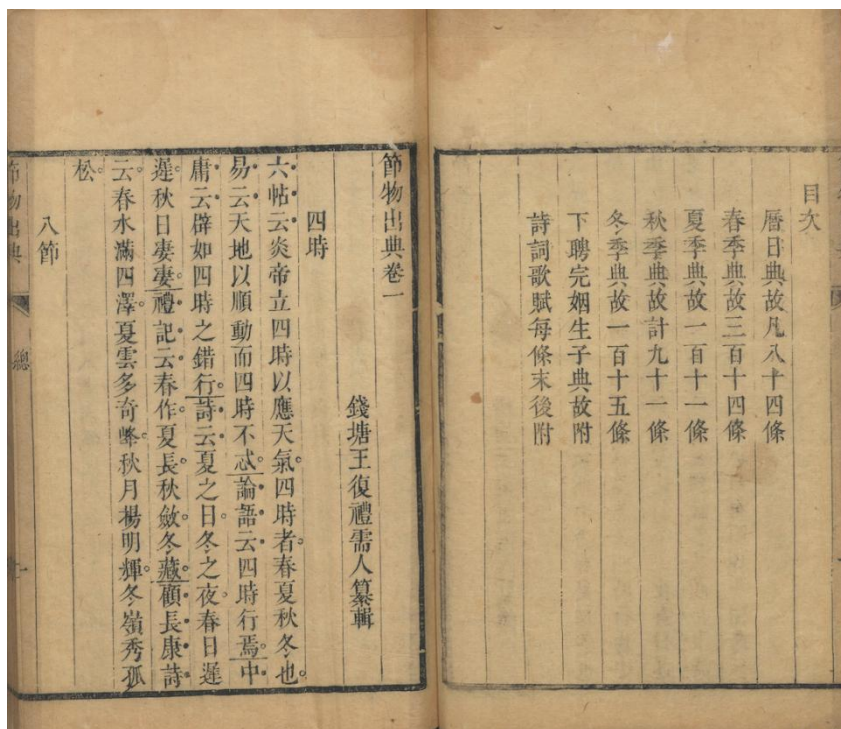 目次
曆日典故凡八十四條
春季典故三百十四條
夏季典故一百十一條
秋季典故計九十一條
冬季典故一百十五條
下聘完姻生子典故附
詩詞歌賦每條末後附
節物出典卷一
錢塘王復禮需人纂輯
四時
六帖云炎帝立四時以應天氣。四時者春夏秋冬也。
易云天地以順動而四時不忒。論語云四時行焉。中
庸云辟如四時之錯行。詩云夏之日。冬之夜。春日遲
遲。秋日凄凄。禮記云春作。夏長。秋斂。冬藏。顧長康詩
云。春水滿四澤。夏雲多奇峰。秋月揚明輝。冬嶺秀孤
松。
八節
節物出典
總
一